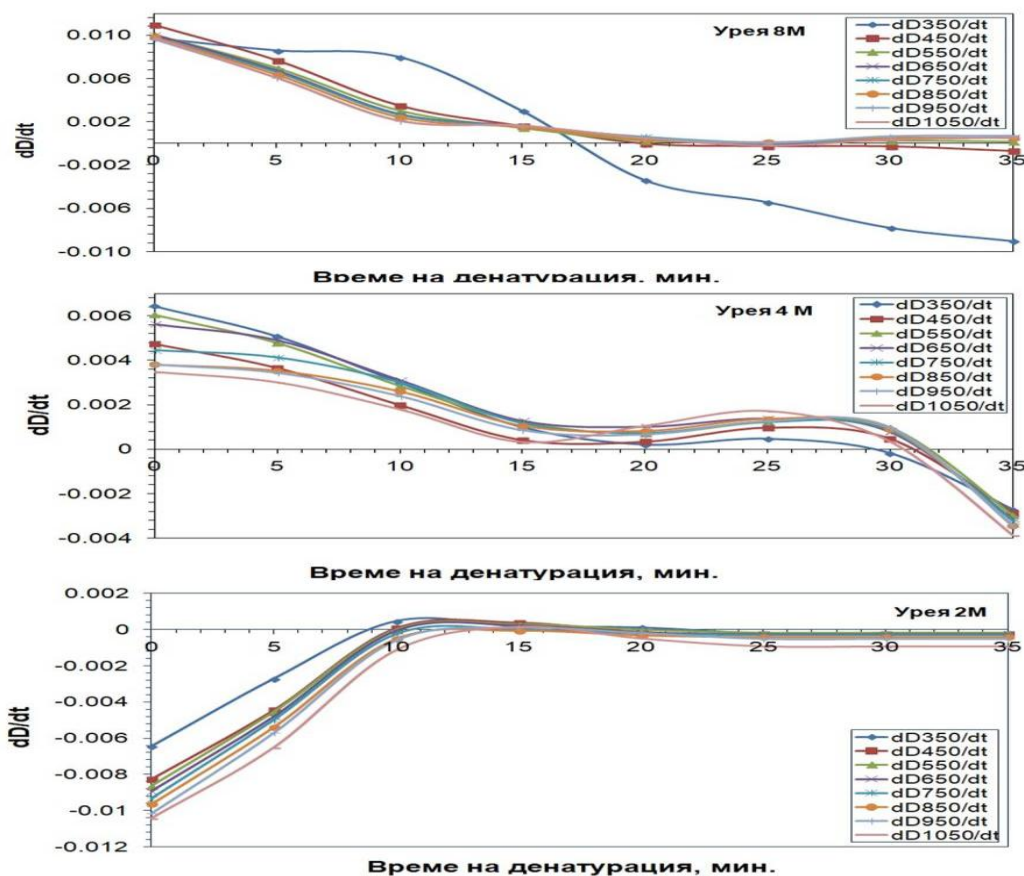 Урея 8М
0.010
0.006
0.002
-0.002
-0.006
-0.010
dD/dt
0 5 10 15 20 25 30 35
dD350/dt
dD450/dt
dD550/dt
dD650/dt
dD750/dt
dD850/dt
dD950/dt
dD1050/dt
Време на денатурация. мин.
Урея 4 М
0.006
0.004
0.002
0
-0.002
-0.004
dD/dt
0 5 10 15 20 25 30 35
dD350/dt
dD450/dt
dD550/dt
dD650/dt
dD750/dt
dD850/dt
dD950/dt
dD1050/dt
Време на денатурация, мин.
Урея 2М
0.002
0
-0.002
-0.004
-0.006
-0.008
-0.01
-0.012
dD/dt
0 5 10 15 20 25 30 35
dD350/dt
dD450/dt
dD550/dt
dD650/dt
dD750/dt
dD850/dt
dD950/dt
dD1050/dt
Време на денатурация, мин.